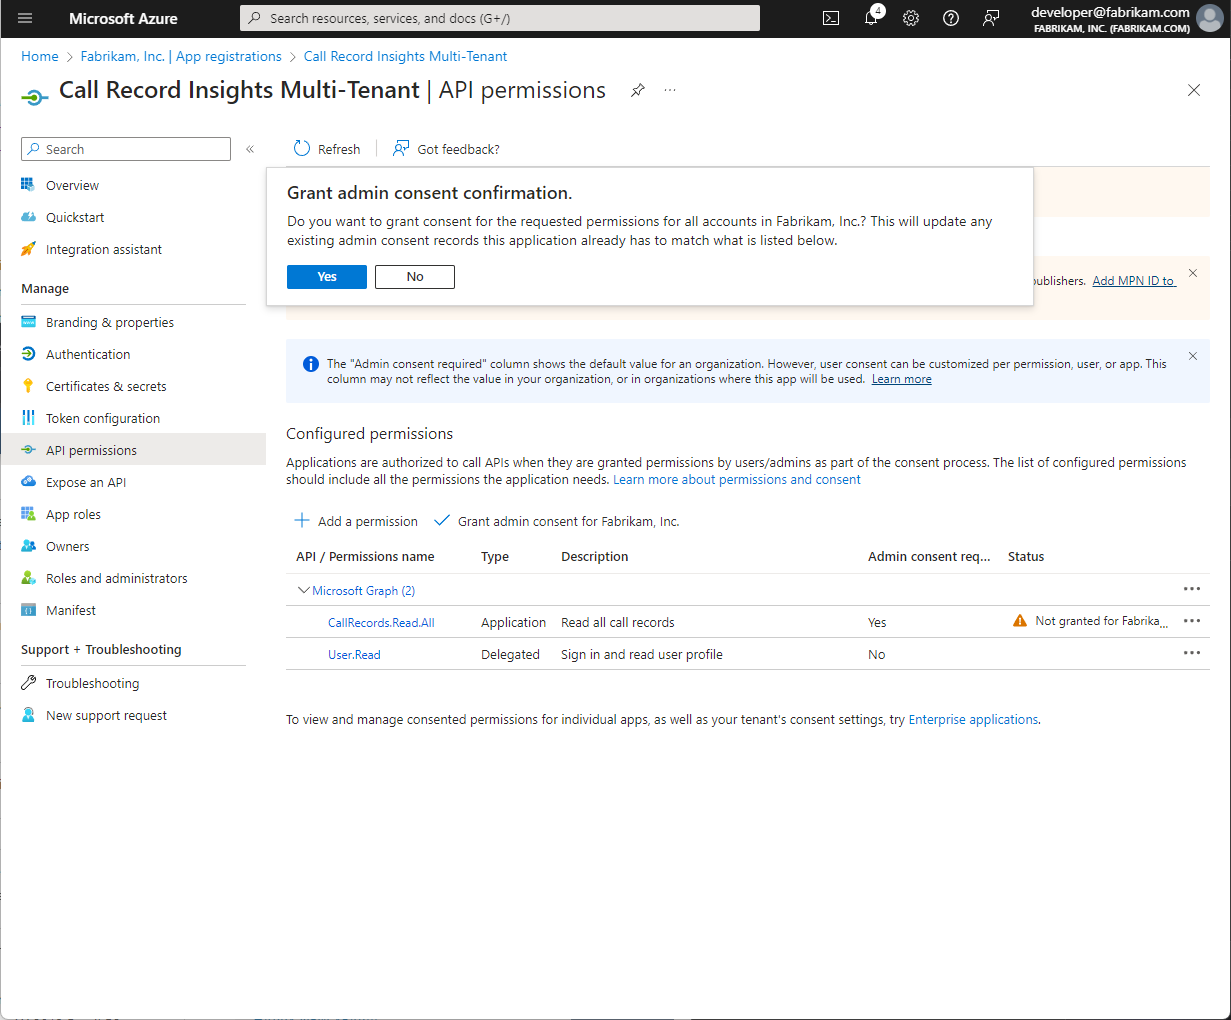 Microsoft Azure
Search resources, services, and docs (G+/)
4
developer@fabrikam.com
FABRIKAM, INC. (FABRIKAM.COM)
Home > Fabrikam, Inc. | App registrations > Call Record Insights Multi-Tenant
Call Record Insights Multi-Tenant | API permissions
Search
«
Refresh
Got feedback?
Overview
Quickstart
Integration assistant
Manage
Branding & properties
Authentication
Certificates & secrets
Token configuration
API permissions
Expose an API
App roles
Owners
Roles and administrators
Manifest
Support + Troubleshooting
Troubleshooting
New support request
Grant admin consent confirmation.
Do you want to grant consent for the requested permissions for all accounts in Fabrikam, Inc.? This will update any
existing admin consent records this application already has to match what is listed below.
Yes
No
publishers. Add MPN ID to
The "Admin consent required" column shows the default value for an organization. However, user consent can be customized per permission, user, or app. This
column may not reflect the value in your organization, or in organizations where this app will be used. Learn more
Configured permissions
Applications are authorized to call APIs when they are granted permissions by users/admins as part of the consent process. The list of configured permissions
should include all the permissions the application needs. Learn more about permissions and consent
Add a permission
Grant admin consent for Fabrikam, Inc.
API / Permissions name Type Description Admin consent req... Status
Microsoft Graph (2)
CallRecords.Read.All Application Read all call records Yes Not granted for Fabrika...
User.Read Delegated Sign in and read user profile No
To view and manage consented permissions for individual apps, as well as your tenant's consent settings, try Enterprise applications.